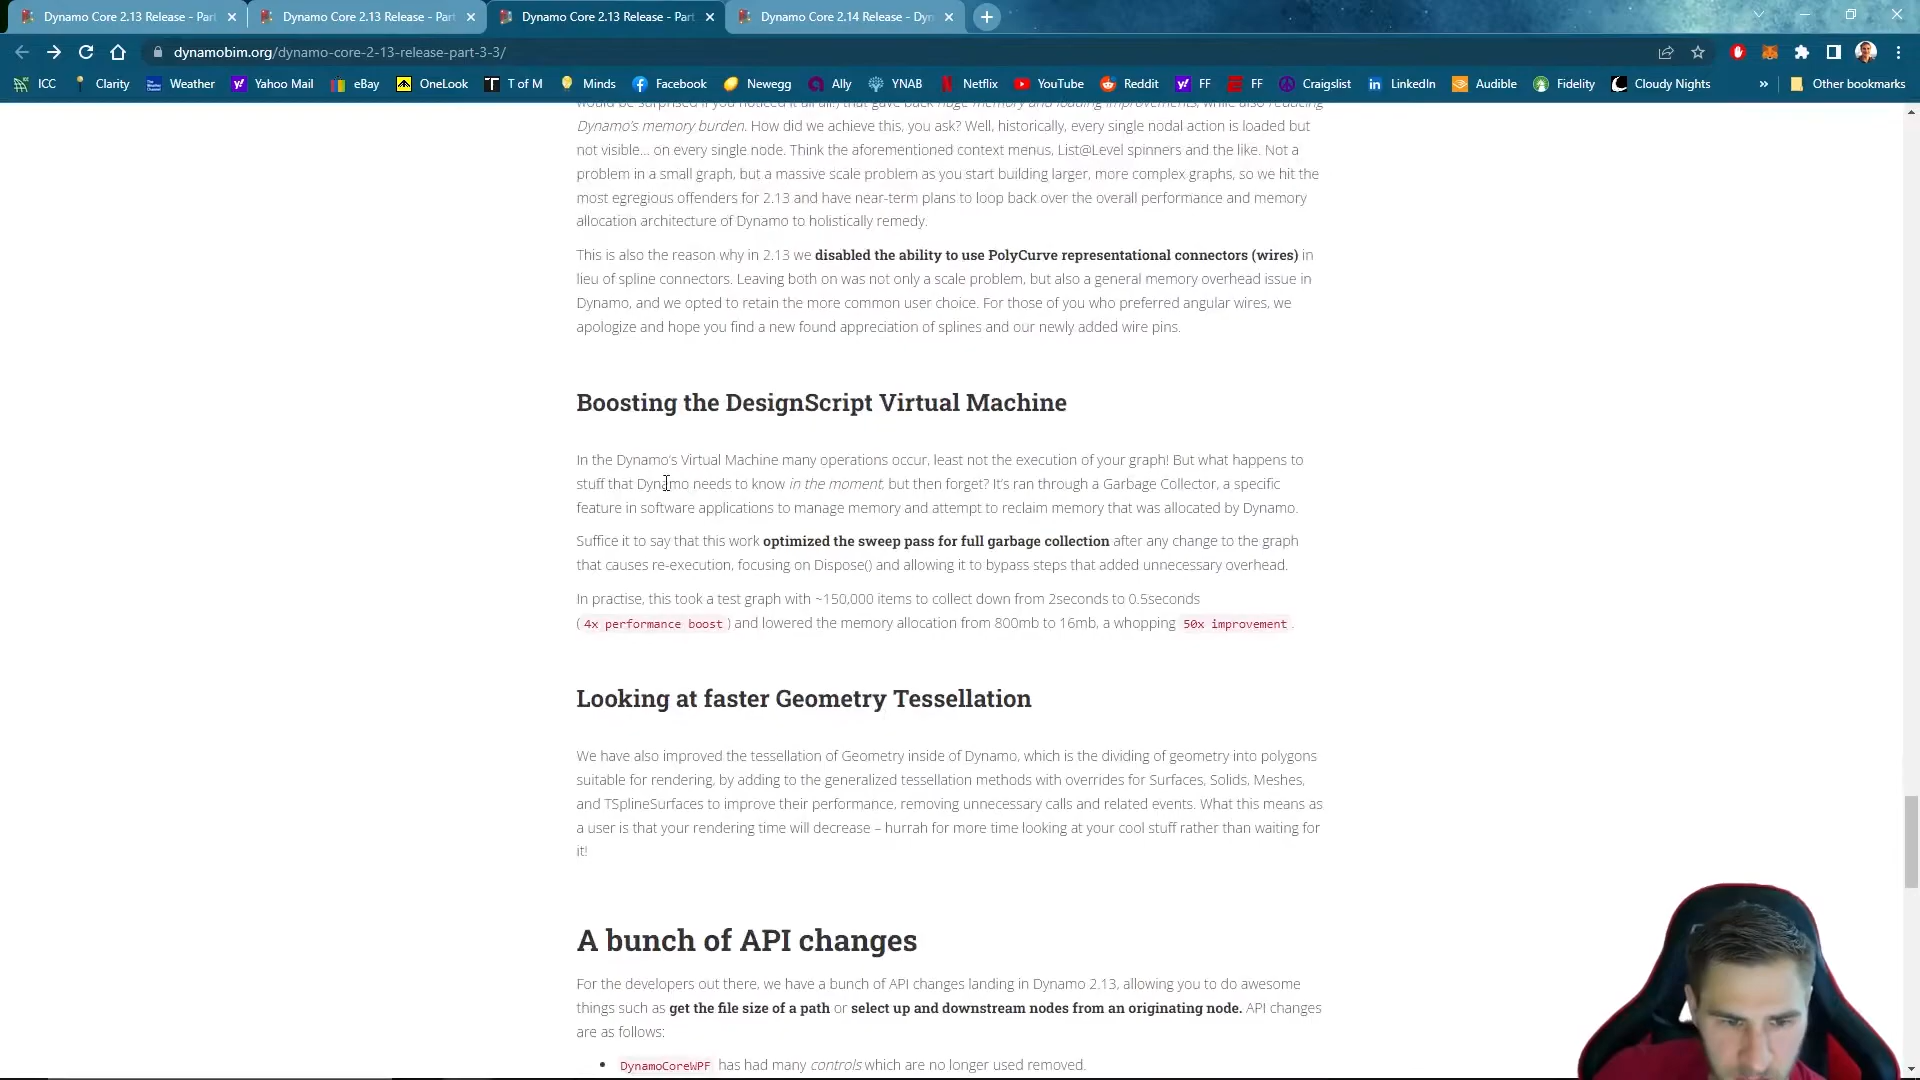 Dynamo Core 2.13 Release - Part
Dynamo Core 2.13 Release - Part
Dynamo Core 2.13 Release - Part
Dynamo Core 2.14 Release - Dyn
dynamobim.org/dynamo-core-2-13-release-part-3-3/
ICC Clarity Weather Yahoo Mail eBay OneLook T of M Minds Facebook Newegg Ally YNAB Netflix YouTube Reddit FF FF Craigslist LinkedIn Audible Fidelity Cloudy Nights » Other bookmarks
would be surprised if you noticed it all all!) that gave back huge memory and loading improvements, while also reducing
Dynamo's memory burden. How did we achieve this, you ask? Well, historically, every single nodal action is loaded but
not visible... on every single node. Think the aforementioned context menus, List@Level spinners and the like. Not a
problem in a small graph, but a massive scale problem as you start building larger, more complex graphs, so we hit the
most egregious offenders for 2.13 and have near-term plans to loop back over the overall performance and memory
allocation architecture of Dynamo to holistically remedy.
This is also the reason why in 2.13 we disabled the ability to use PolyCurve representational connectors (wires) in
lieu of spline connectors. Leaving both on was not only a scale problem, but also a general memory overhead issue in
Dynamo, and we opted to retain the more common user choice. For those of you who preferred angular wires, we
apologize and hope you find a new found appreciation of splines and our newly added wire pins.
Boosting the DesignScript Virtual Machine
In the Dynamo's Virtual Machine many operations occur, least not the execution of your graph! But what happens to
stuff that Dynamo needs to know in the moment, but then forget? It's ran through a Garbage Collector, a specific
feature in software applications to manage memory and attempt to reclaim memory that was allocated by Dynamo.
Suffice it to say that this work optimized the sweep pass for full garbage collection after any change to the graph
that causes re-execution, focusing on Dispose() and allowing it to bypass steps that added unnecessary overhead.
In practise, this took a test graph with ~150,000 items to collect down from 2seconds to 0.5seconds
( 4x performance boost ) and lowered the memory allocation from 800mb to 16mb, a whopping 50x improvement .
Looking at faster Geometry Tessellation
We have also improved the tessellation of Geometry inside of Dynamo, which is the dividing of geometry into polygons
suitable for rendering, by adding to the generalized tessellation methods with overrides for Surfaces, Solids, Meshes,
and TSplineSurfaces to improve their performance, removing unnecessary calls and related events. What this means as
a user is that your rendering time will decrease – hurrah for more time looking at your cool stuff rather than waiting for
it!
A bunch of API changes
For the developers out there, we have a bunch of API changes landing in Dynamo 2.13, allowing you to do awesome
things such as get the file size of a path or select up and downstream nodes from an originating node. API changes
are as follows:
• DynamoCoreWPF has had many controls which are no longer used removed.